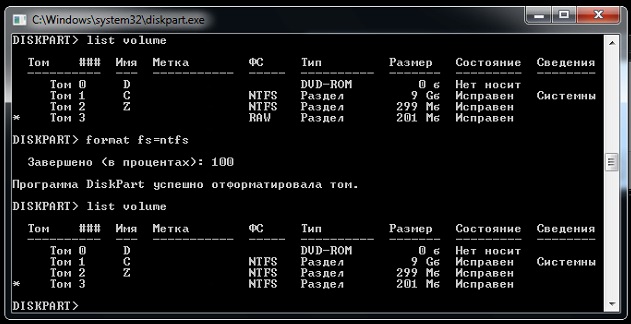 C:\Windows\system32\diskpart.exe
DISKPART> list volume
Том ### Имя Метка ФС Тип Размер Состояние Сведения
---------- --- ----------- ----- ---------- ------- --------- --------
Том 0 D DVD-ROM 0 б Нет носит
Том 1 C NTFS Раздел 9 Gб Исправен Системны
Том 2 Z NTFS Раздел 299 Mб Исправен
* Том 3 RAW Раздел 201 Mб Исправен
DISKPART> format fs=ntfs
Завершено (в процентах): 100
Программа DiskPart успешно отформатировала том.
DISKPART> list volume
Том ### Имя Метка ФС Тип Размер Состояние Сведения
---------- --- ----------- ----- ---------- ------- --------- --------
Том 0 D DVD-ROM 0 б Нет носит
Том 1 C NTFS Раздел 9 Gб Исправен Системны
Том 2 Z NTFS Раздел 299 Mб Исправен
* Том 3 NTFS Раздел 201 Mб Исправен
DISKPART>